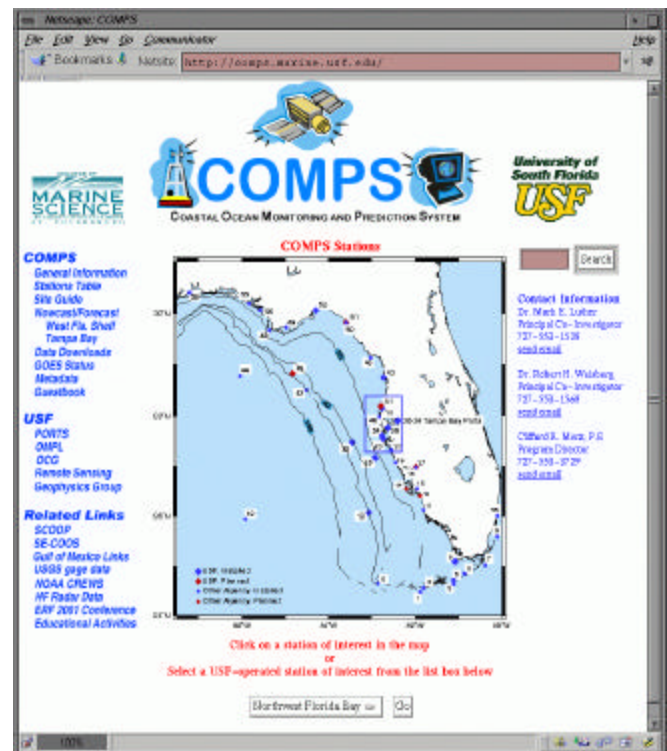 Netscape: COMPS
File Edit View Go Communicator Help
Bookmarks Netsite: http://comps.marine.usf.edu/
COMPS
COASTAL OCEAN MONITORING AND PREDICTION SYSTEM
MARINE
SCIENCE
University of
South Florida
USF
COMPS
General Information
Stations Table
Site Guide
Nowcast/Forecast
West Fla. Shelf
Tampa Bay
Data Downloads
GOES Status
Metadata
Guestbook
USF
PORTS
OMPL
OCG
Remote Sensing
Geophysics Group
Related Links
SCOOP
SE-COOS
Gulf of Mexico Links
USGS gage data
NOAA CREWS
HF Radar Data
ERF 2001 Conference
Educational Activities
COMPS Stations
Tampa Bay Ports
USF, Installed
USF, Planned
Other Agency, Installed
Other Agency, Planned
Click on a station of interest in the map
or
Select a USF-operated station of interest from the list box below
Northwest Florida Bay
Go
Search
Contact Information
Dr. Mark E. Luther
Principal Co-Investigator
send email
Dr. Robert H. Weisberg
Principal Co-Investigator
send email
Program Director
send email
100%